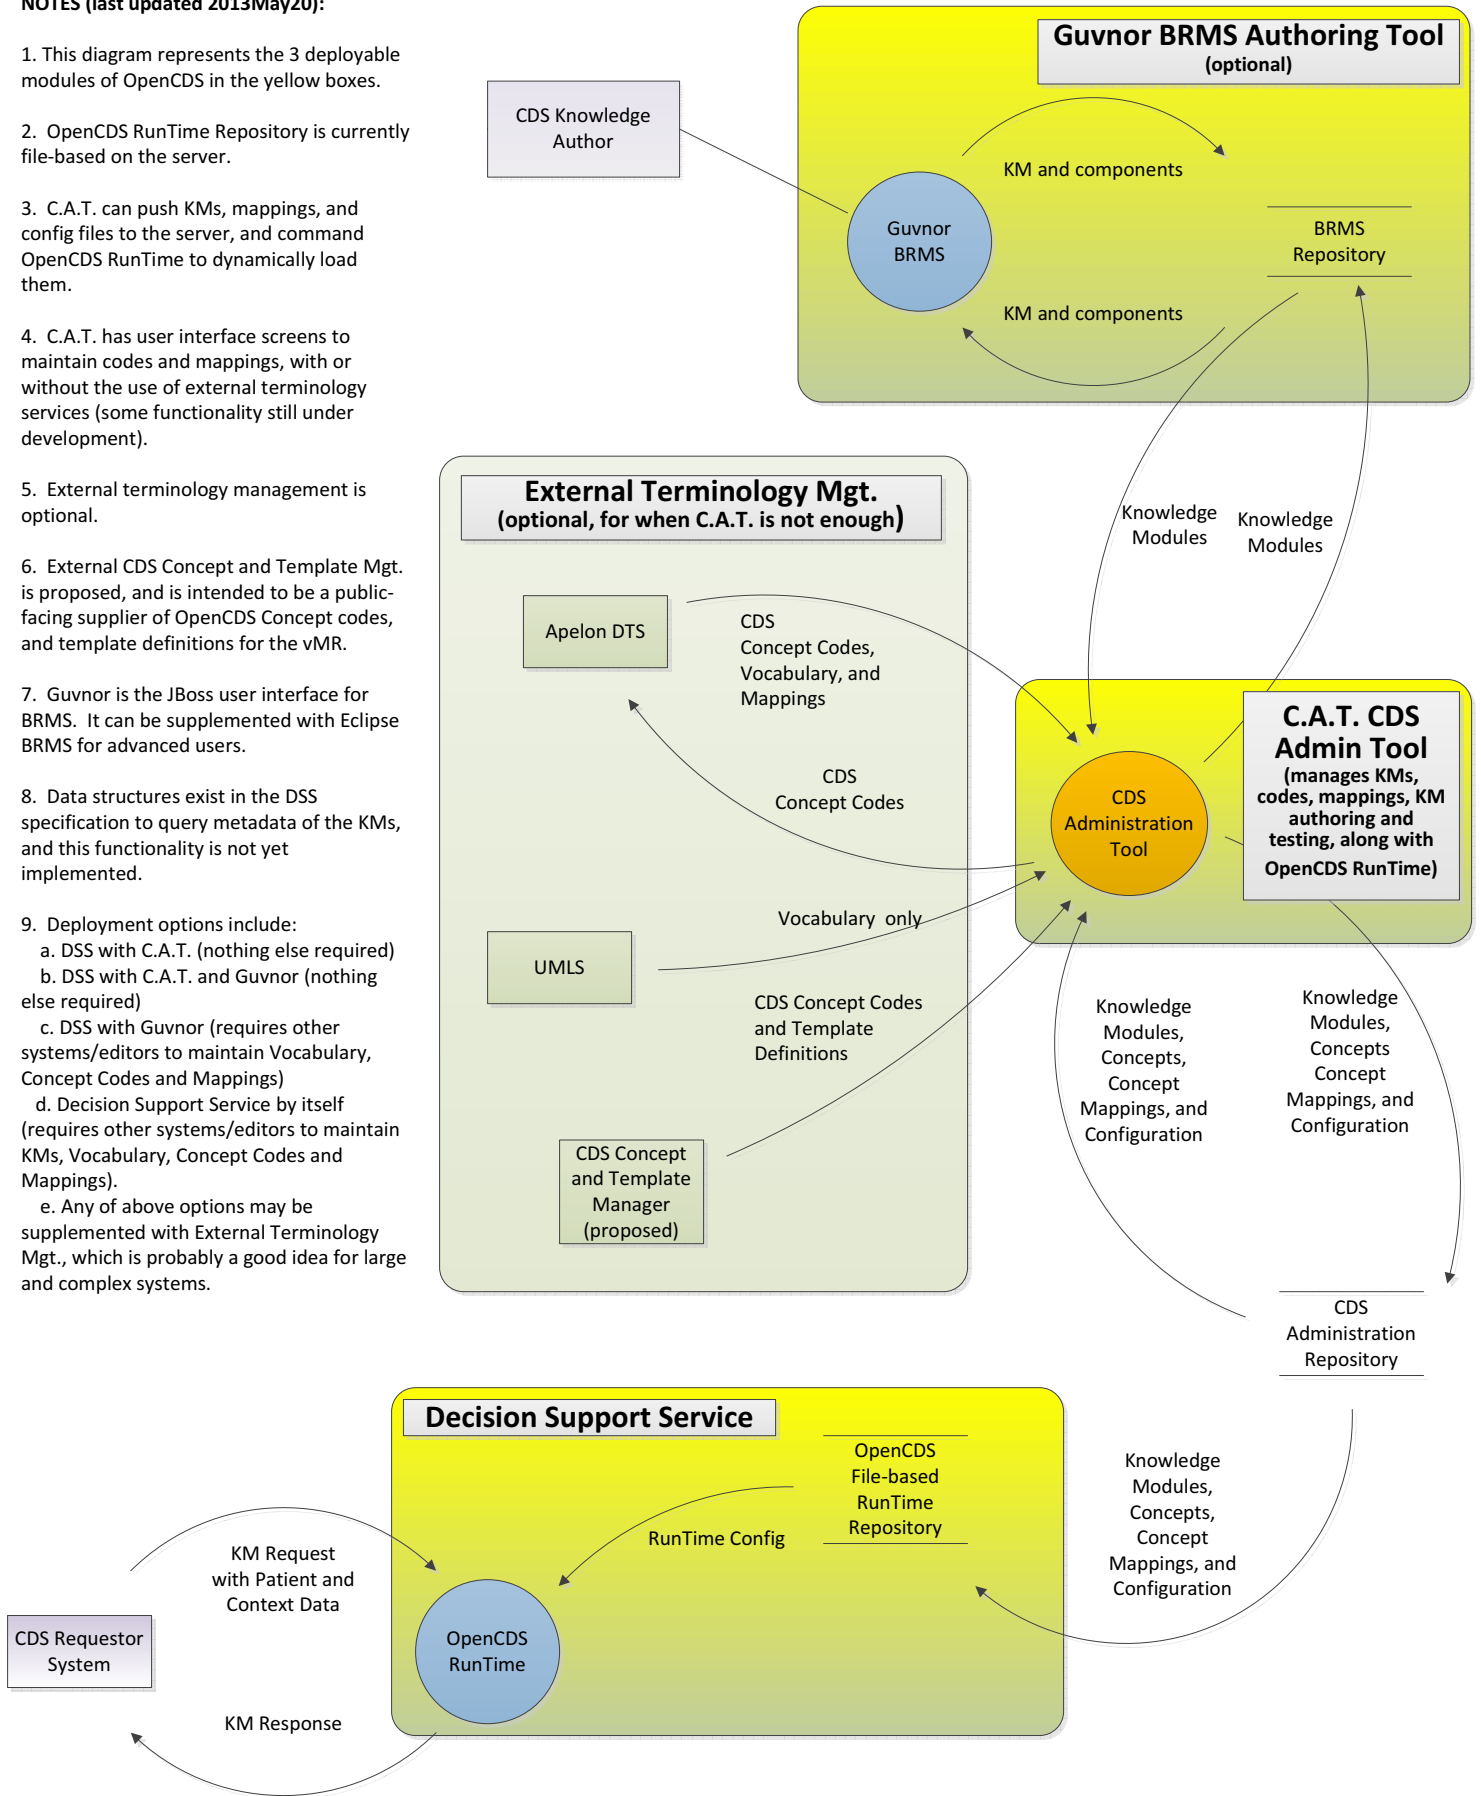 NOTES (last updated 2013May20):
1. This diagram represents the 3 deployable
modules of OpenCDS in the yellow boxes.
2.  OpenCDS RunTime Repository is currently
file-based on the server.
3.  C.A.T. can push KMs, mappings, and
config files to the server, and command
OpenCDS RunTime to dynamically load
them.
4.  C.A.T. has user interface screens to
maintain codes and mappings, with or
without the use of external terminology
services (some functionality still under
development).
5.  External terminology management is
optional.
6.  External CDS Concept and Template Mgt.
is proposed, and is intended to be a public-
facing supplier of OpenCDS Concept codes,
and template definitions for the vMR.
7.  Guvnor is the JBoss user interface for
BRMS.  It can be supplemented with Eclipse
BRMS for advanced users.
8.  Data structures exist in the DSS
specification to query metadata of the KMs,
and this functionality is not yet
implemented.
9.  Deployment options include:
a. DSS with C.A.T. (nothing else required)
b. DSS with C.A.T. and Guvnor (nothing
else required)
c. DSS with Guvnor (requires other
systems/editors to maintain Vocabulary,
Concept Codes and Mappings)
d. Decision Support Service by itself
(requires other systems/editors to maintain
KMs, Vocabulary, Concept Codes and
Mappings).
e. Any of above options may be
supplemented with External Terminology
Mgt., which is probably a good idea for large
and complex systems.
Guvnor BRMS Authoring Tool
(optional)
CDS Knowledge
Author
KM and components
Guvnor
BRMS
BRMS
Repository
KM and components
Knowledge
Modules
Knowledge
Modules
External Terminology Mgt.
(optional, for when C.A.T. is not enough)
Apelon DTS
CDS
Concept Codes,
Vocabulary, and
Mappings
CDS
Concept Codes
Vocabulary  only
UMLS
CDS Concept Codes
and Template
Definitions
CDS Concept
and Template
Manager
(proposed)
CDS
Administration
Tool
C.A.T. CDS
Admin Tool
(manages KMs,
codes, mappings, KM
authoring and
testing, along with
OpenCDS RunTime)
Knowledge
Modules,
Concepts,
Concept
Mappings, and
Configuration
Knowledge
Modules,
Concepts
Concept
Mappings, and
Configuration
CDS
Administration
Repository
Decision Support Service
OpenCDS
File-based
RunTime
Repository
RunTime Config
Knowledge
Modules,
Concepts,
Concept
Mappings, and
Configuration
KM Request
with Patient and
Context Data
CDS Requestor
System
OpenCDS
RunTime
KM Response